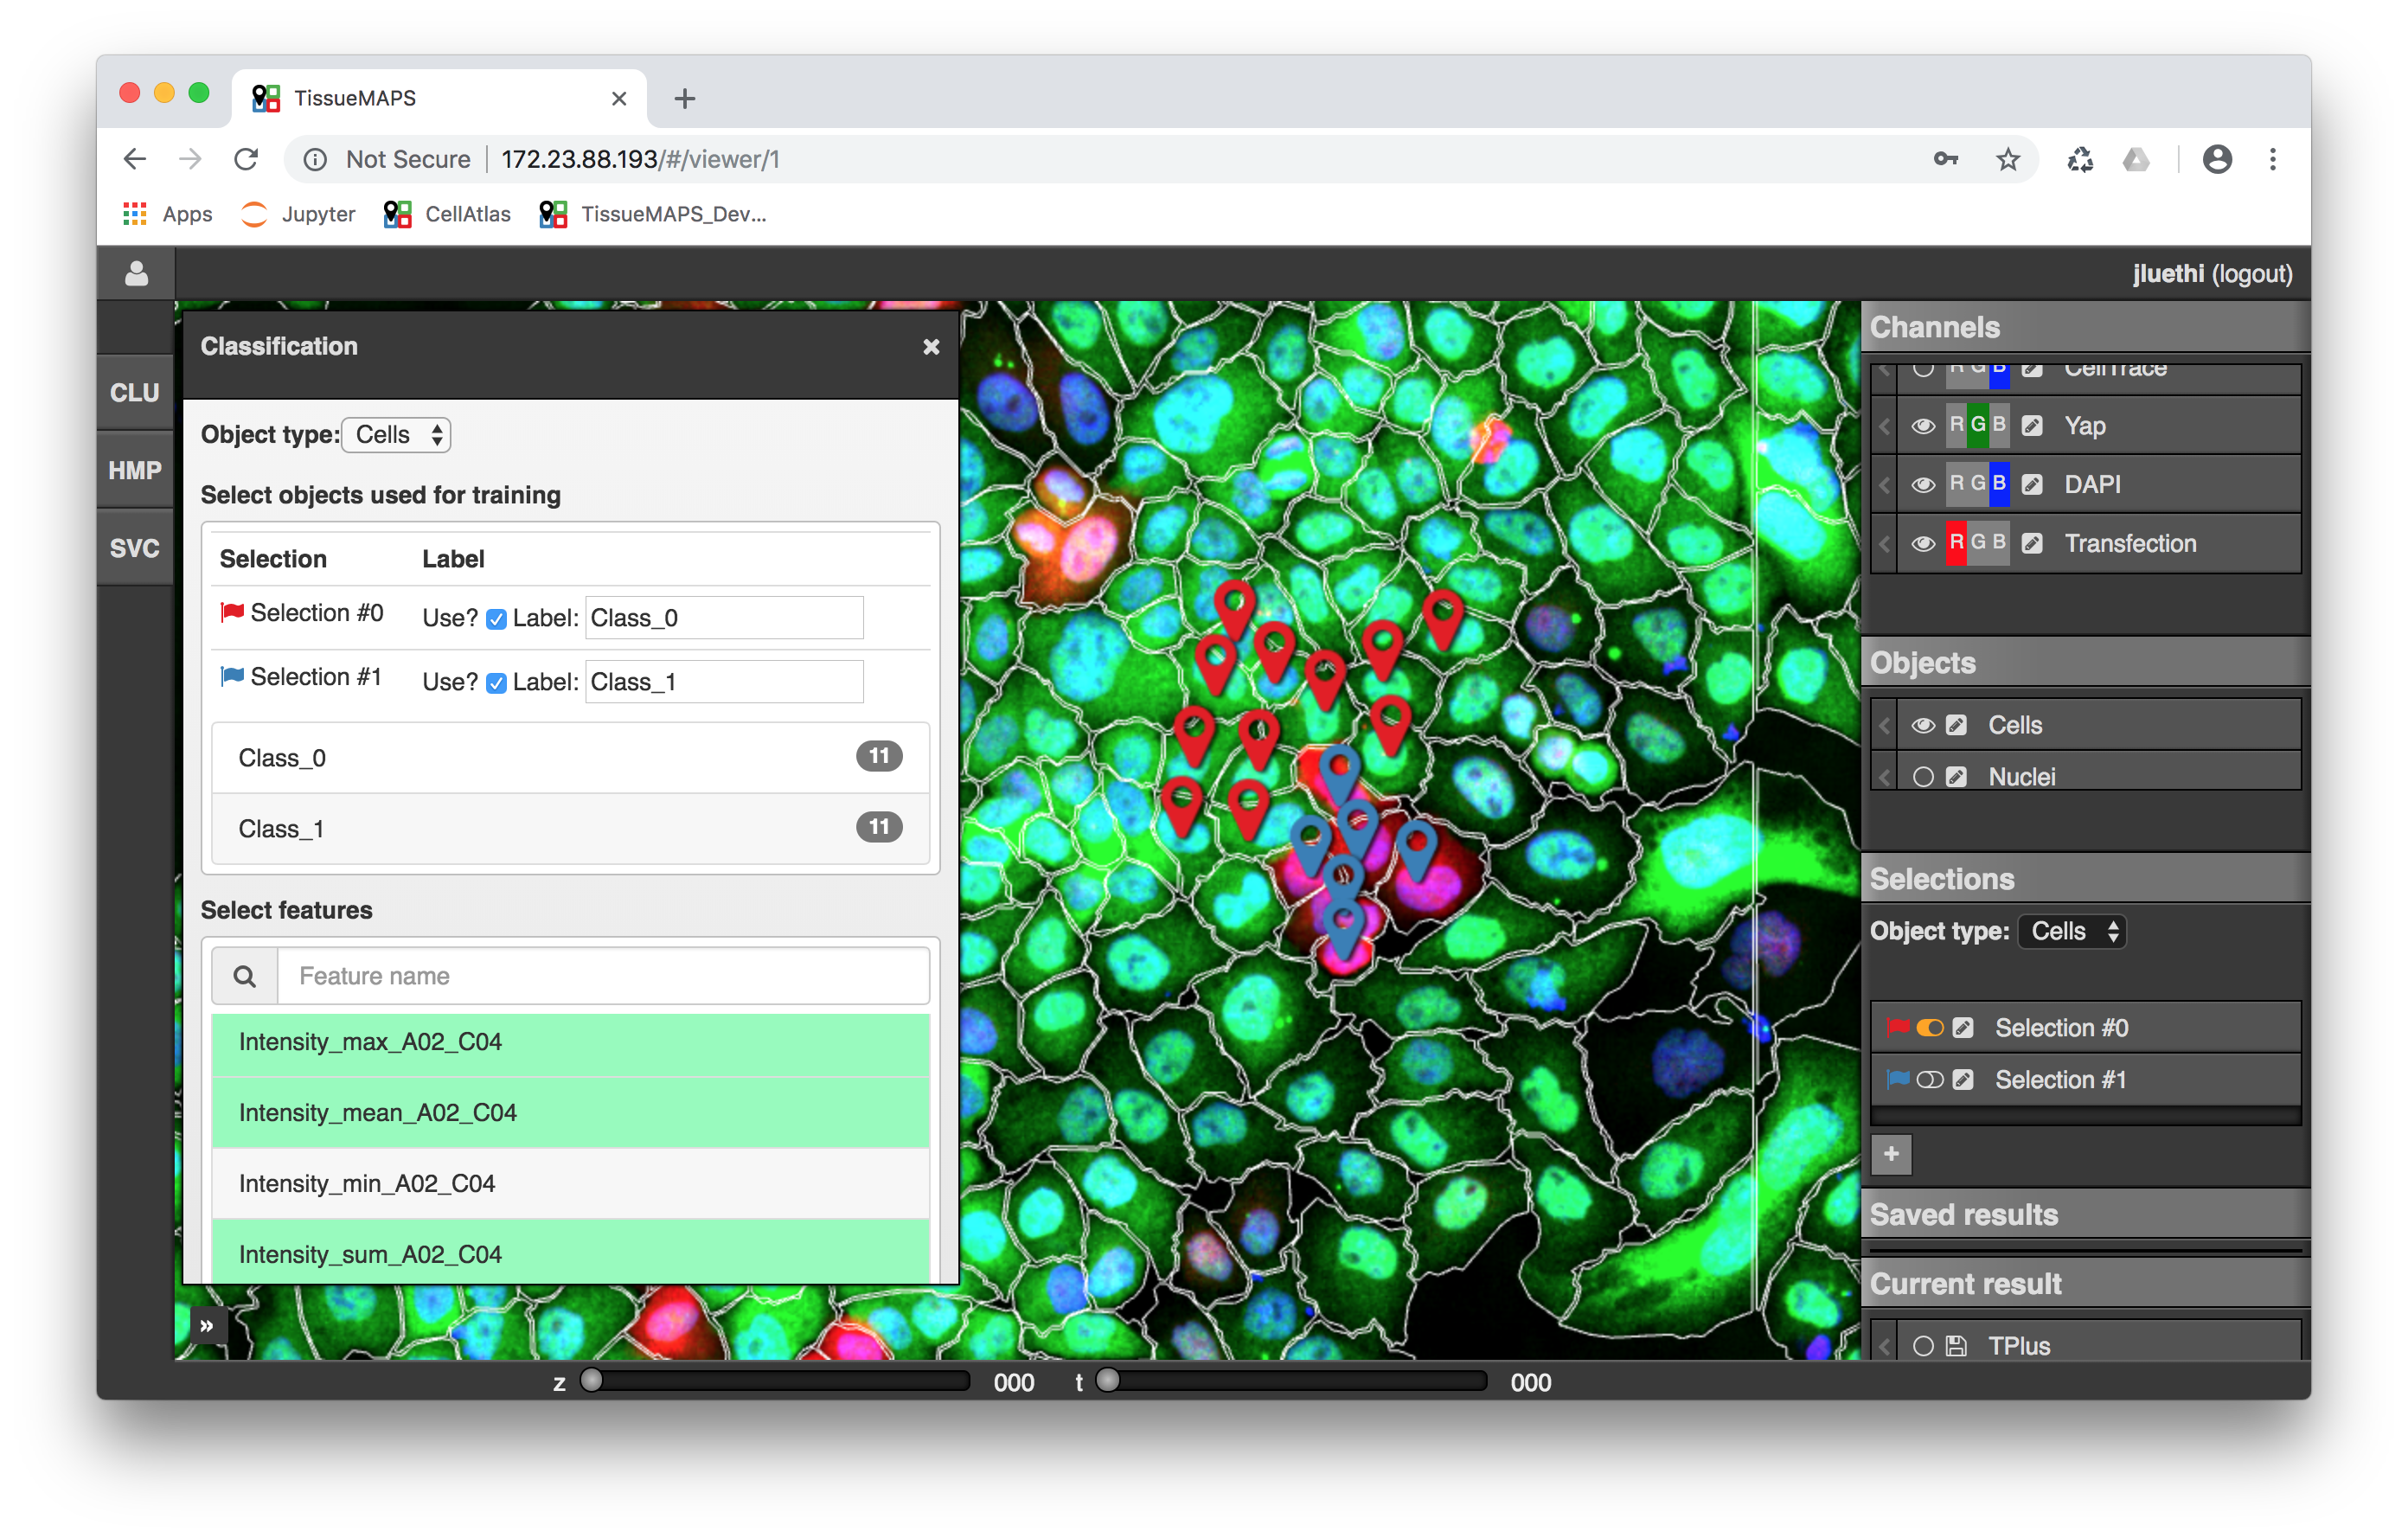 TissueMAPS
Not Secure 172.23.88.193/#/viewer/1
Apps Jupyter CellAtlas TissueMAPS_Dev...
jluethi (logout)
CLU
HMP
SVC
Classification
Object type: Cells
Select objects used for training
Selection Label
Selection #0 Use? Label: Class_0
Selection #1 Use? Label: Class_1
Class_0 11
Class_1 11
Select features
Feature name
Intensity_max_A02_C04
Intensity_mean_A02_C04
Intensity_min_A02_C04
Intensity_sum_A02_C04
»
z 000 t 000
Channels
R G B CellTrace
R G B Yap
R G B DAPI
R G B Transfection
Objects
Cells
Nuclei
Selections
Object type: Cells
Selection #0
Selection #1
+
Saved results
Current result
TPlus